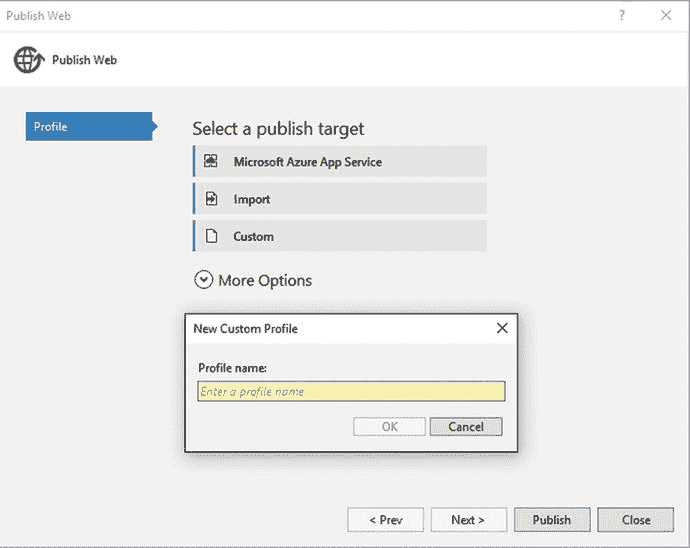 Publish Web
?
Publish Web
Profile
Select a publish target
Microsoft Azure App Service
Import
Custom
More Options
New Custom Profile
Profile name:
Enter a profile name
OK Cancel
< Prev Next > Publish Close